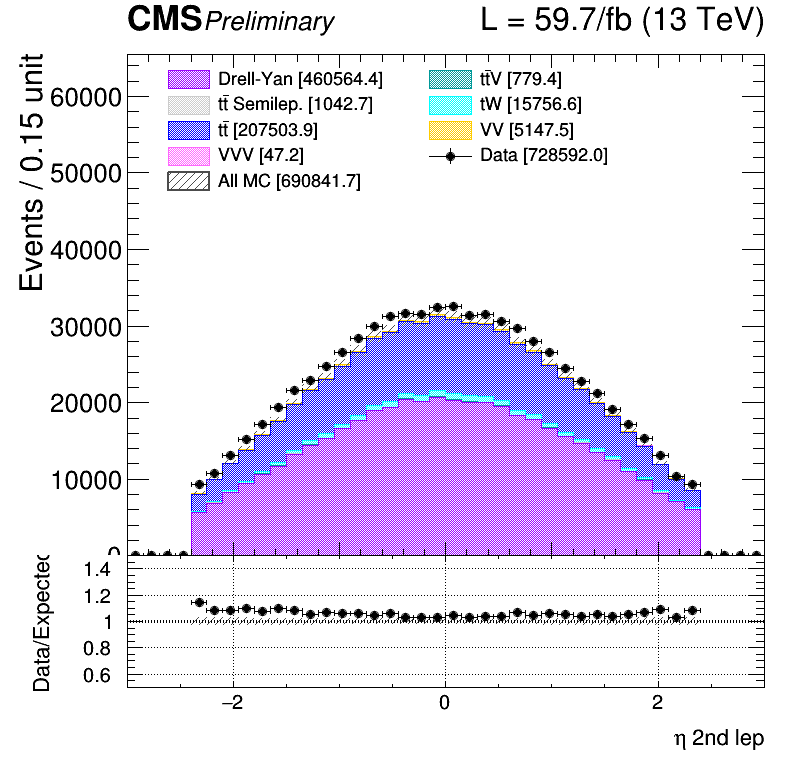 CMS Preliminary L = 59.7/fb (13 TeV)
Events / 0.15 unit
60000
50000
40000
30000
20000
10000
0
Drell-Yan [460564.4]
tt̄ Semilep. [1042.7]
tt̄ [207503.9]
VVV [47.2]
All MC [690841.7]
tt̄V [779.4]
tW [15756.6]
VV [5147.5]
Data [728592.0]
Data/Expected
1.4
1.2
1
0.8
0.6
−2 0 2
η 2nd lep